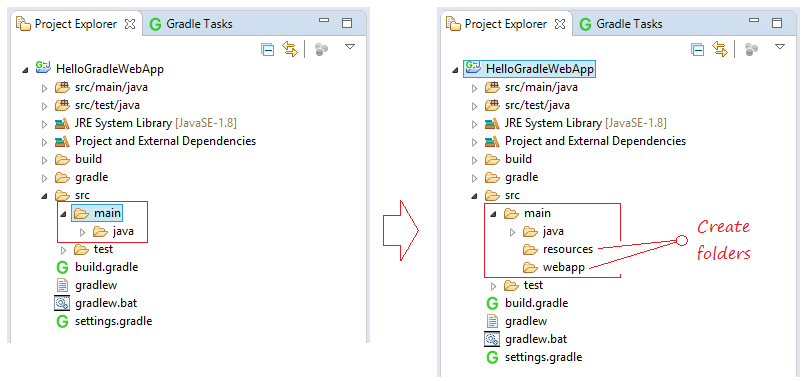 Project Explorer
Gradle Tasks
HelloGradleWebApp
src/main/java
src/test/java
JRE System Library [JavaSE-1.8]
Project and External Dependencies
build
gradle
src
main
java
test
build.gradle
gradlew
gradlew.bat
settings.gradle
Project Explorer
Gradle Tasks
HelloGradleWebApp
src/main/java
src/test/java
JRE System Library [JavaSE-1.8]
Project and External Dependencies
build
gradle
src
main
java
resources
webapp
test
build.gradle
gradlew
gradlew.bat
settings.gradle
Create
folders